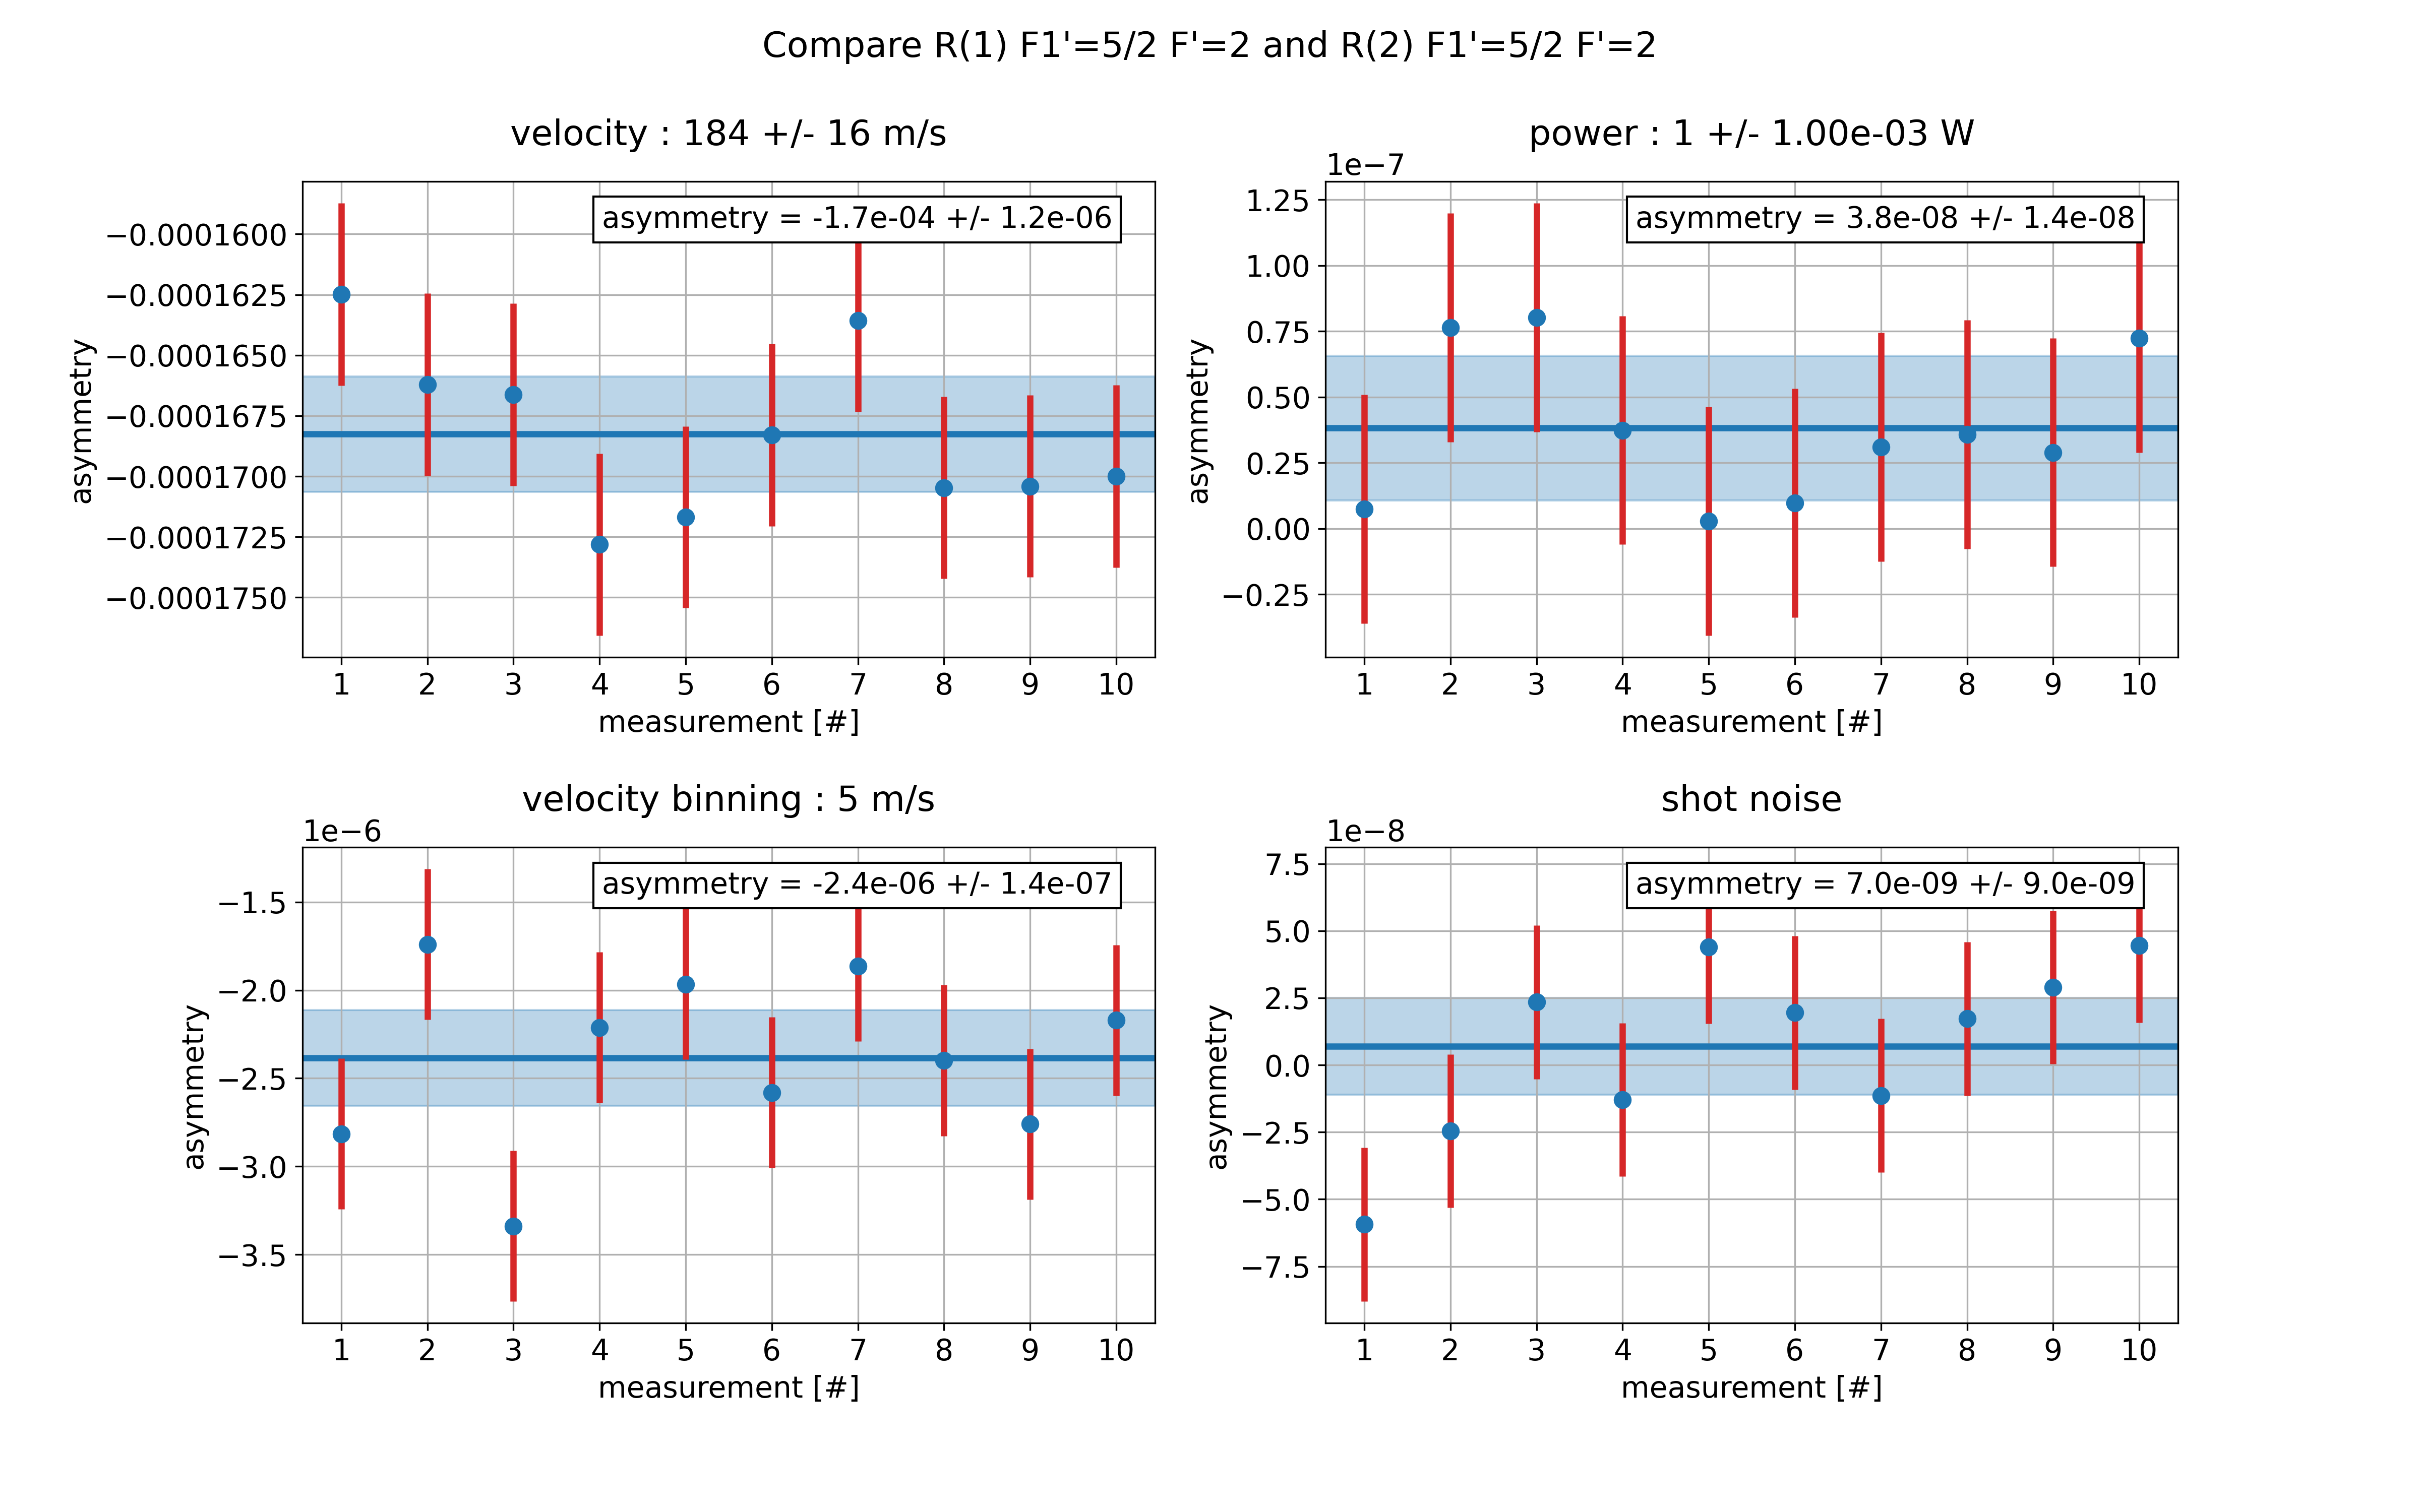 Compare R(1) F1'=5/2 F'=2 and R(2) F1'=5/2 F'=2
velocity : 184 +/- 16 m/s
asymmetry = -1.7e-04 +/- 1.2e-06
−0.0001600
−0.0001625
−0.0001650
−0.0001675
−0.0001700
−0.0001725
−0.0001750
asymmetry
1 2 3 4 5 6 7 8 9 10
measurement [#]
power : 1 +/- 1.00e-03 W
1e−7
asymmetry = 3.8e-08 +/- 1.4e-08
1.25
1.00
0.75
0.50
0.25
0.00
−0.25
asymmetry
1 2 3 4 5 6 7 8 9 10
measurement [#]
velocity binning : 5 m/s
1e−6
asymmetry = -2.4e-06 +/- 1.4e-07
−1.5
−2.0
−2.5
−3.0
−3.5
asymmetry
1 2 3 4 5 6 7 8 9 10
measurement [#]
shot noise
1e−8
asymmetry = 7.0e-09 +/- 9.0e-09
7.5
5.0
2.5
0.0
−2.5
−5.0
−7.5
asymmetry
1 2 3 4 5 6 7 8 9 10
measurement [#]